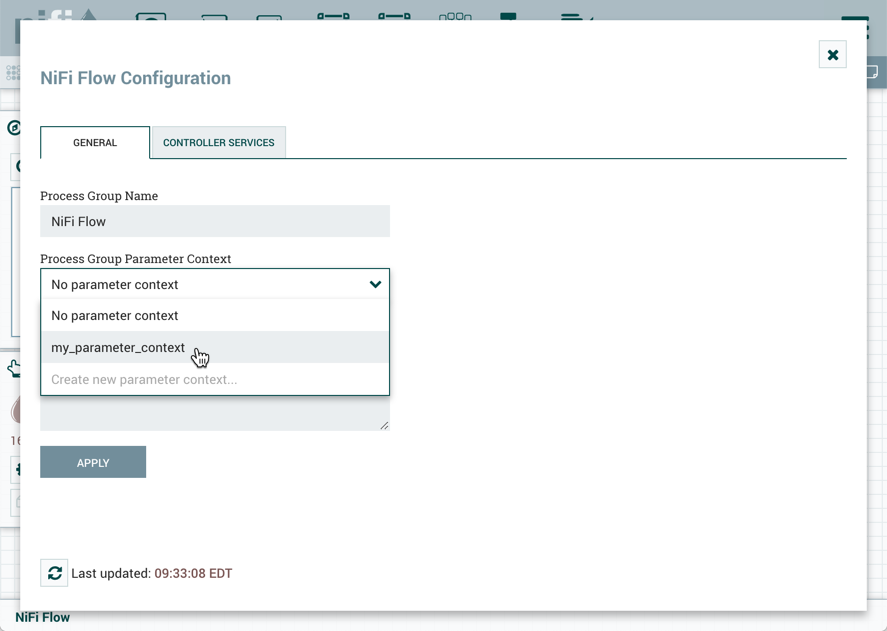 nifi
NiFi Flow Configuration
GENERAL
CONTROLLER SERVICES
Process Group Name
NiFi Flow
Process Group Parameter Context
No parameter context
No parameter context
my_parameter_context
Create new parameter context...
APPLY
Last updated: 09:33:08 EDT
NiFi Flow